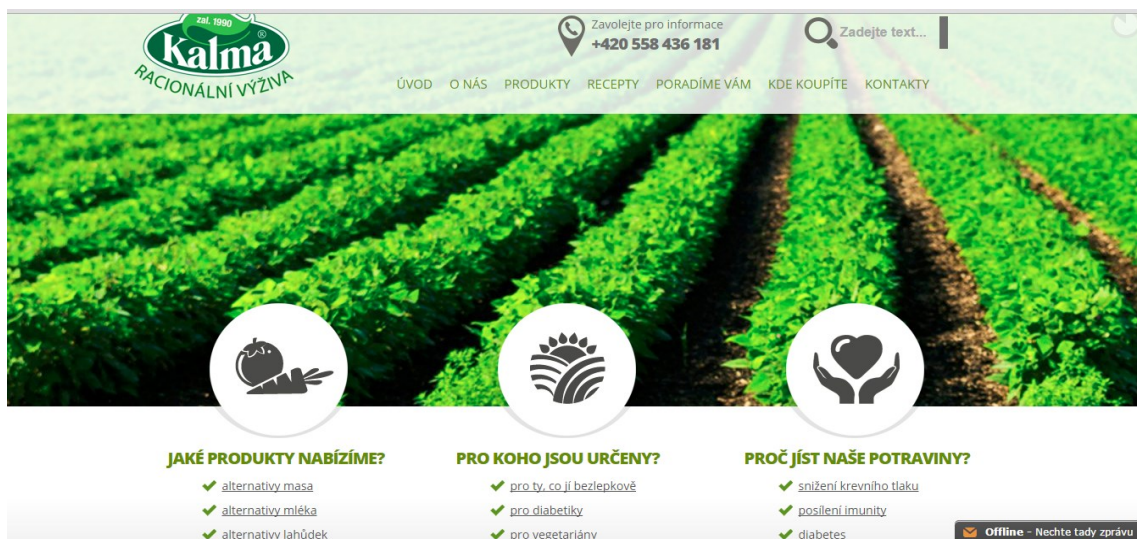 zal. 1990
Kalma®
RACIONÁLNÍ VÝŽIVA
Zavolejte pro informace
+420 558 436 181
Zadejte text...
ÚVOD O NÁS PRODUKTY RECEPTY PORADÍME VÁM KDE KOUPÍTE KONTAKTY
JAKÉ PRODUKTY NABÍZÍME?
alternativy masa
alternativy mléka
alternativy lahůdek
PRO KOHO JSOU URČENY?
pro ty, co jí bezlepkově
pro diabetiky
pro vegetariány
PROČ JÍST NAŠE POTRAVINY?
snížení krevního tlaku
posílení imunity
diabetes
Offline - Nechte tady zprávu